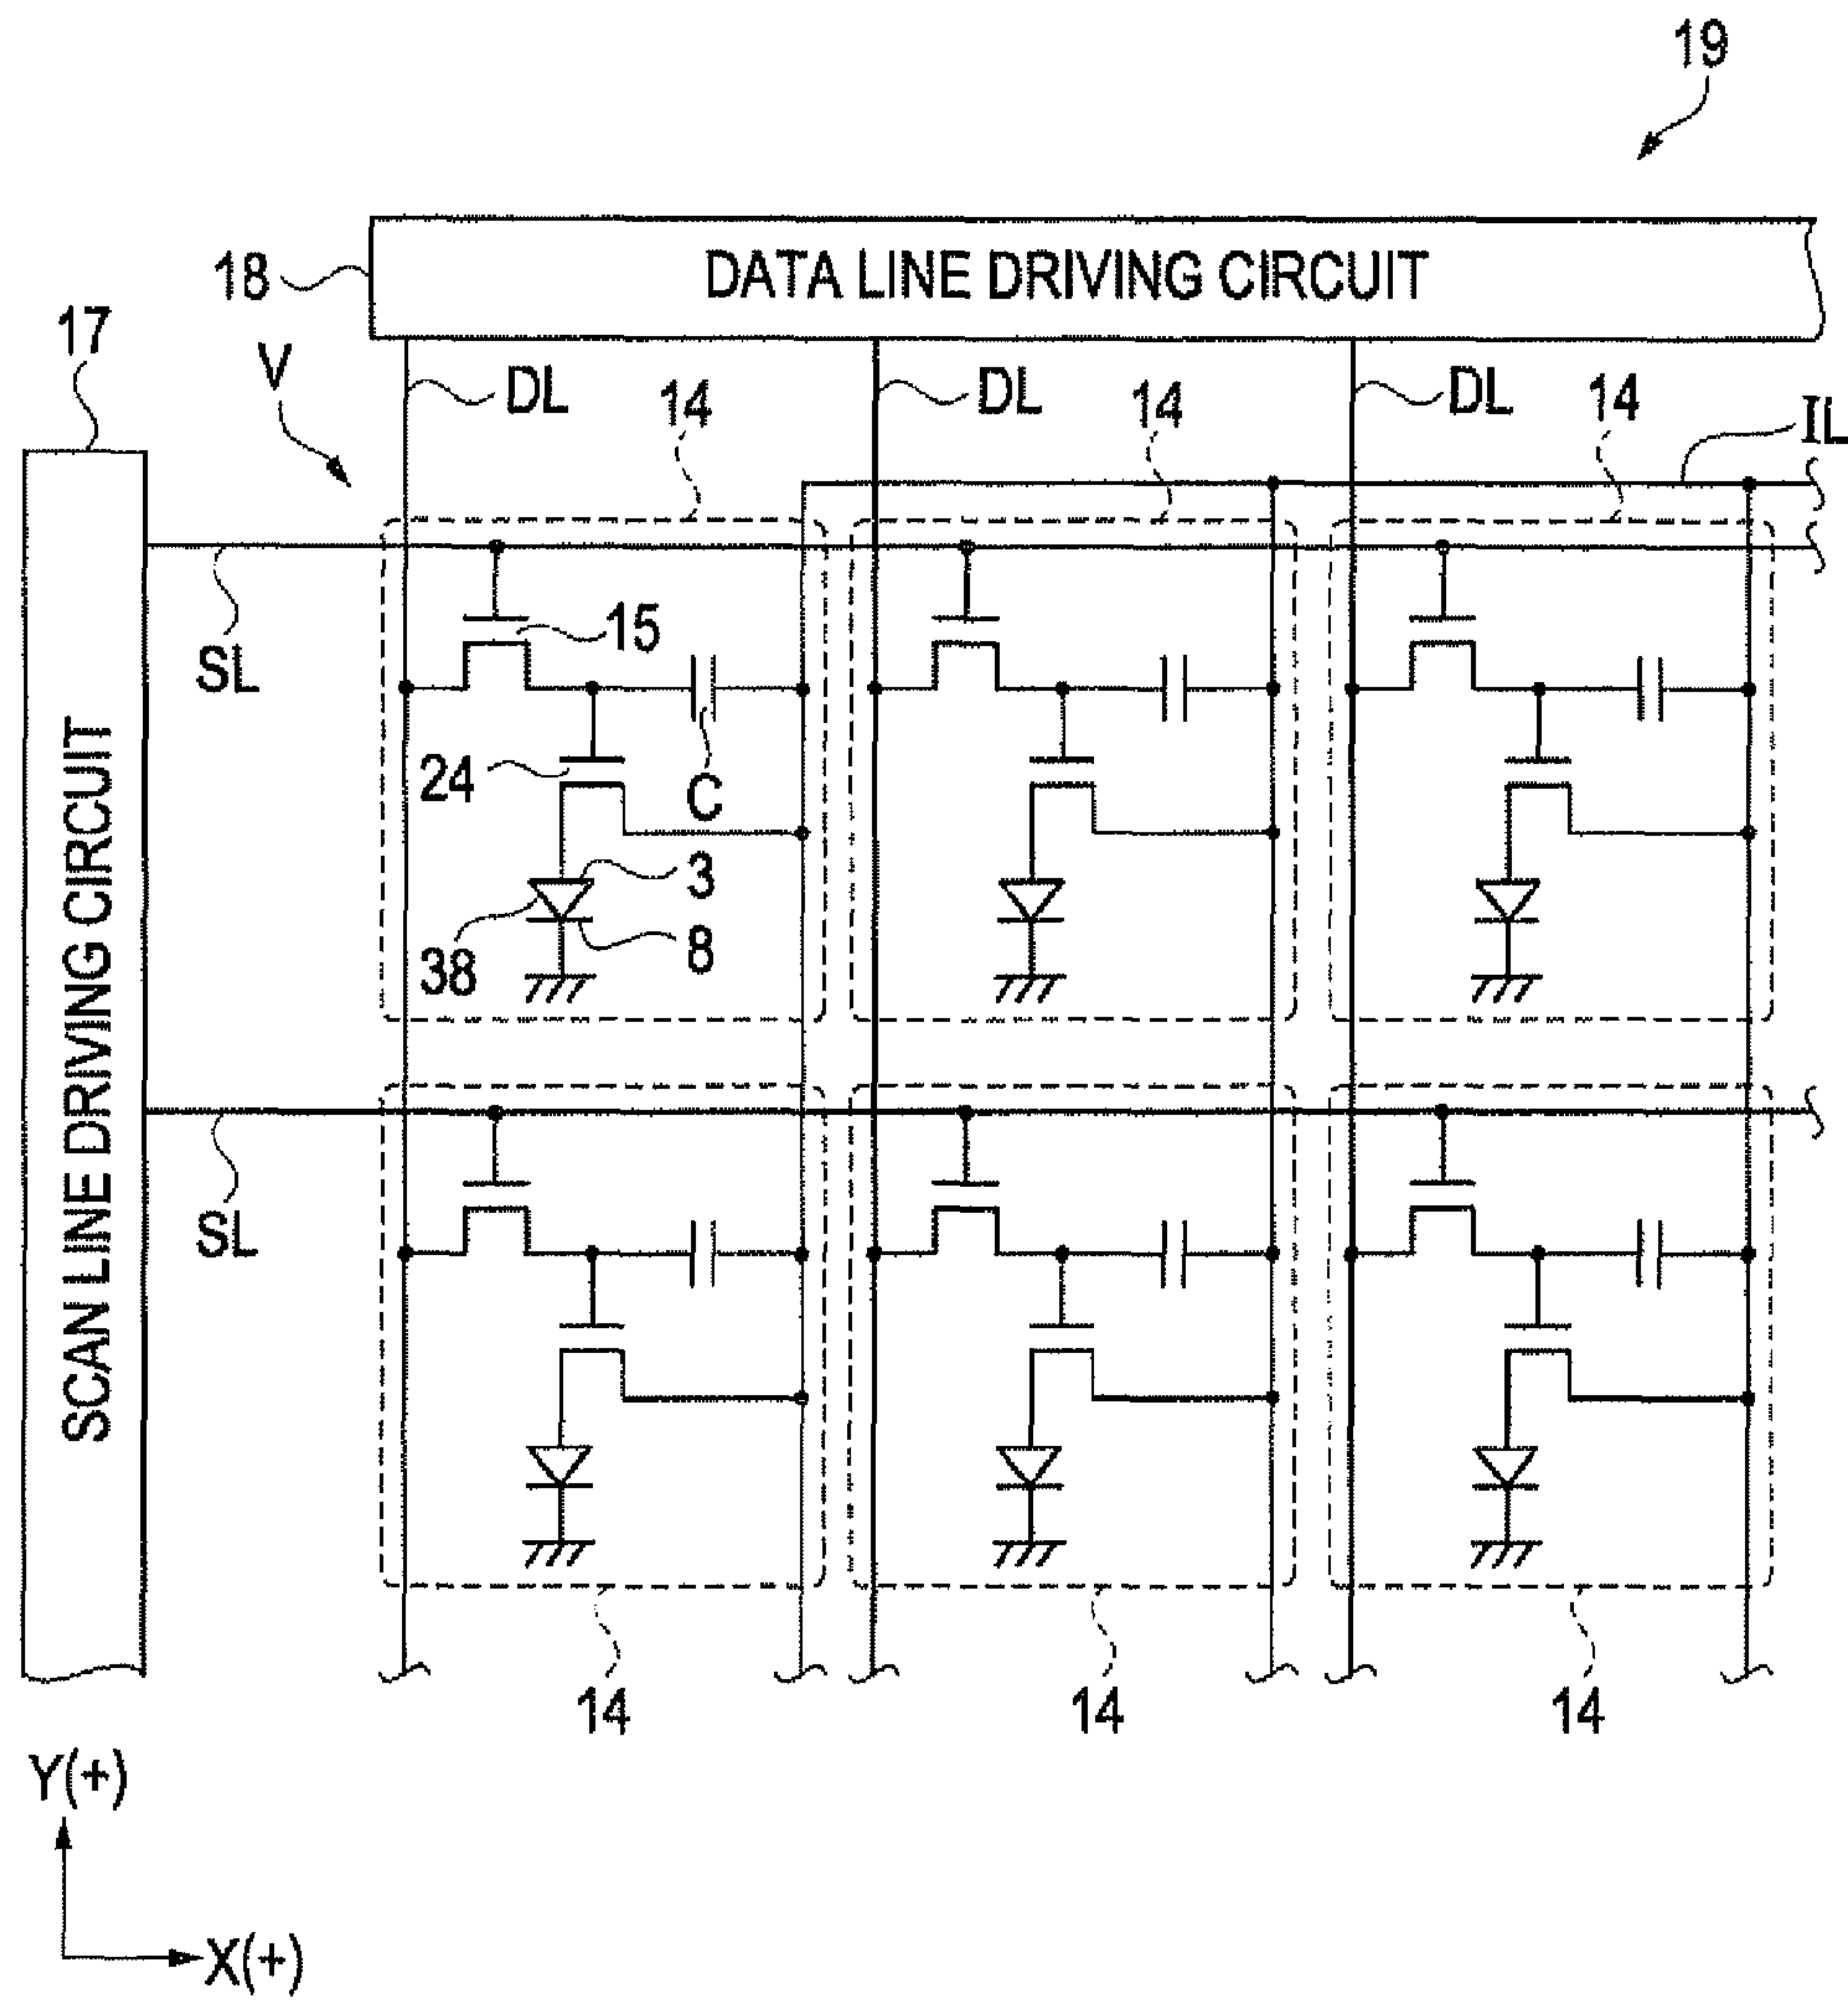 19
18
DATA LINE DRIVING CIRCUIT
17
V
DL
14
DL
14
DL
14
IL
SL
15
24
C
3
38
8
SCAN LINE DRIVING CIRCUIT
SL
14
14
14
Y(+)
X(+)